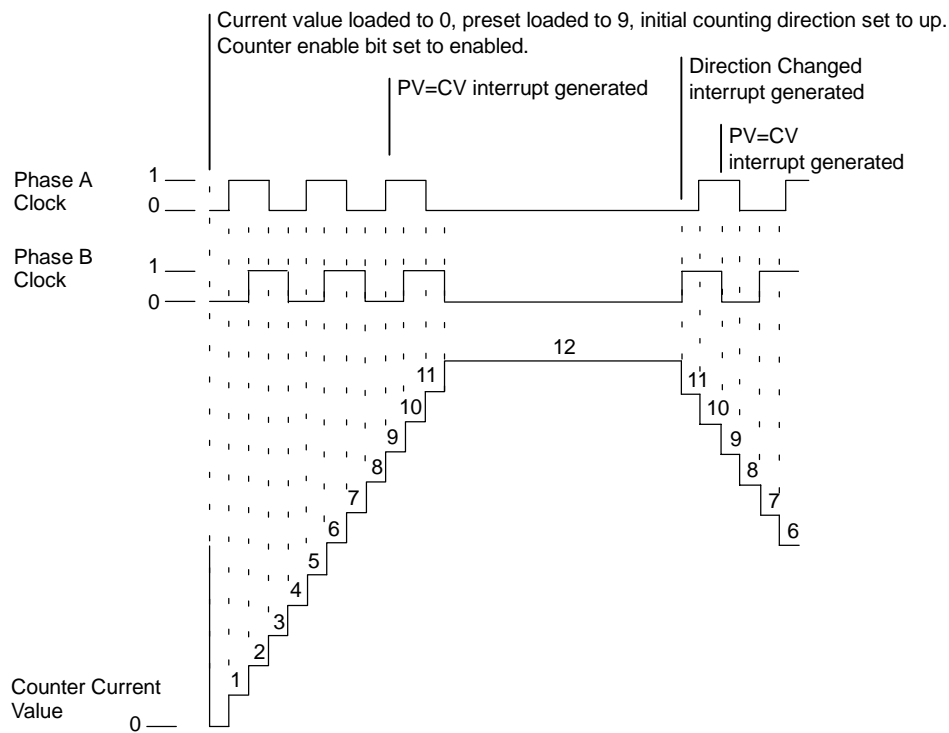 Current value loaded to 0, preset loaded to 9, initial counting direction set to up.
Counter enable bit set to enabled.
PV=CV interrupt generated
Direction Changed
interrupt generated
PV=CV
interrupt generated
Phase A
Clock
1
0
Phase B
Clock
1
0
12
11
11
10
10
9
9
8
8
7
7
6
6
5
4
3
2
1
Counter Current
Value
0